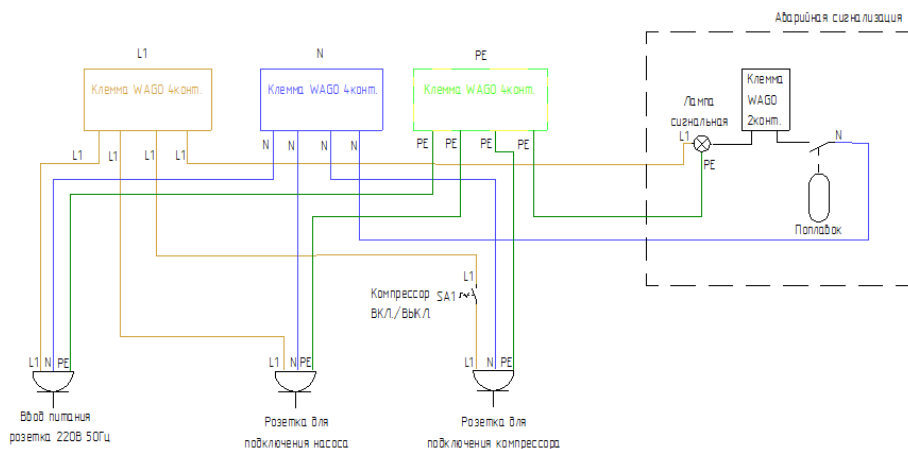 Аварийная сигнализация
L1
N
PE
Клемма WAGO 4конт.
Клемма WAGO 4конт.
Клемма WAGO 4конт.
Клемма
WAGO
2конт.
Лампа
сигнальная
L1
N
PE
L1
L1
L1
L1
N
N
N
N
PE
PE
PE
PE
Поплавок
L1
Компрессор
ВКЛ./ВЫКЛ.
SA1
L1
N
PE
L1
N
PE
L1
N
PE
Ввод питания
розетка 220В 50Гц
Розетка для
подключения насоса
Розетка для
подключения компрессора